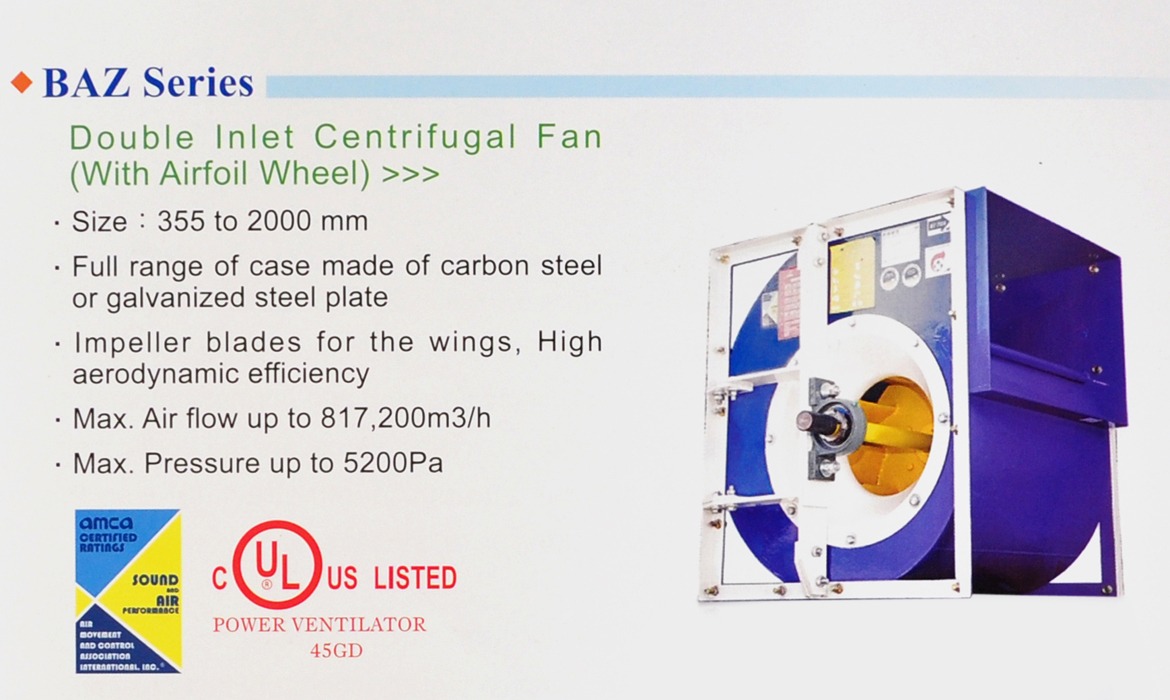 BAZ Series
Double Inlet Centrifugal Fan
(With Airfoil Wheel) >>>
· Size : 355 to 2000 mm
· Full range of case made of carbon steel
or galvanized steel plate
· Impeller blades for the wings, High
aerodynamic efficiency
· Max. Air flow up to 817,200m3/h
· Max. Pressure up to 5200Pa
amca
CERTIFIED
RATINGS
SOUND
AND
AIR
PERFORMANCE
AIR
MOVEMENT
AND CONTROL
ASSOCIATION
INTERNATIONAL, INC.®
C UL® US LISTED
POWER VENTILATOR
45GD